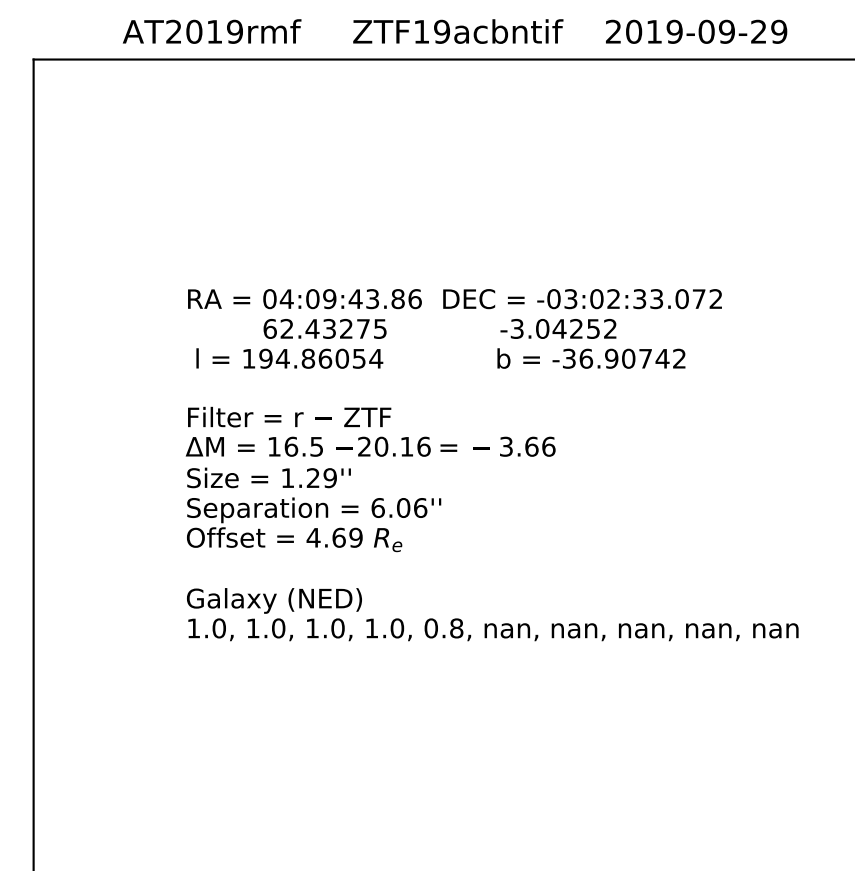 AT2019rmf ZTF19acbntif 2019-09-29
RA = 04:09:43.86 DEC = -03:02:33.072
62.43275 -3.04252
l = 194.86054 b = -36.90742
Filter = r − ZTF
ΔM = 16.5 −20.16 = − 3.66
Size = 1.29''
Separation = 6.06''
Offset = 4.69 Re
Galaxy (NED)
1.0, 1.0, 1.0, 1.0, 0.8, nan, nan, nan, nan, nan